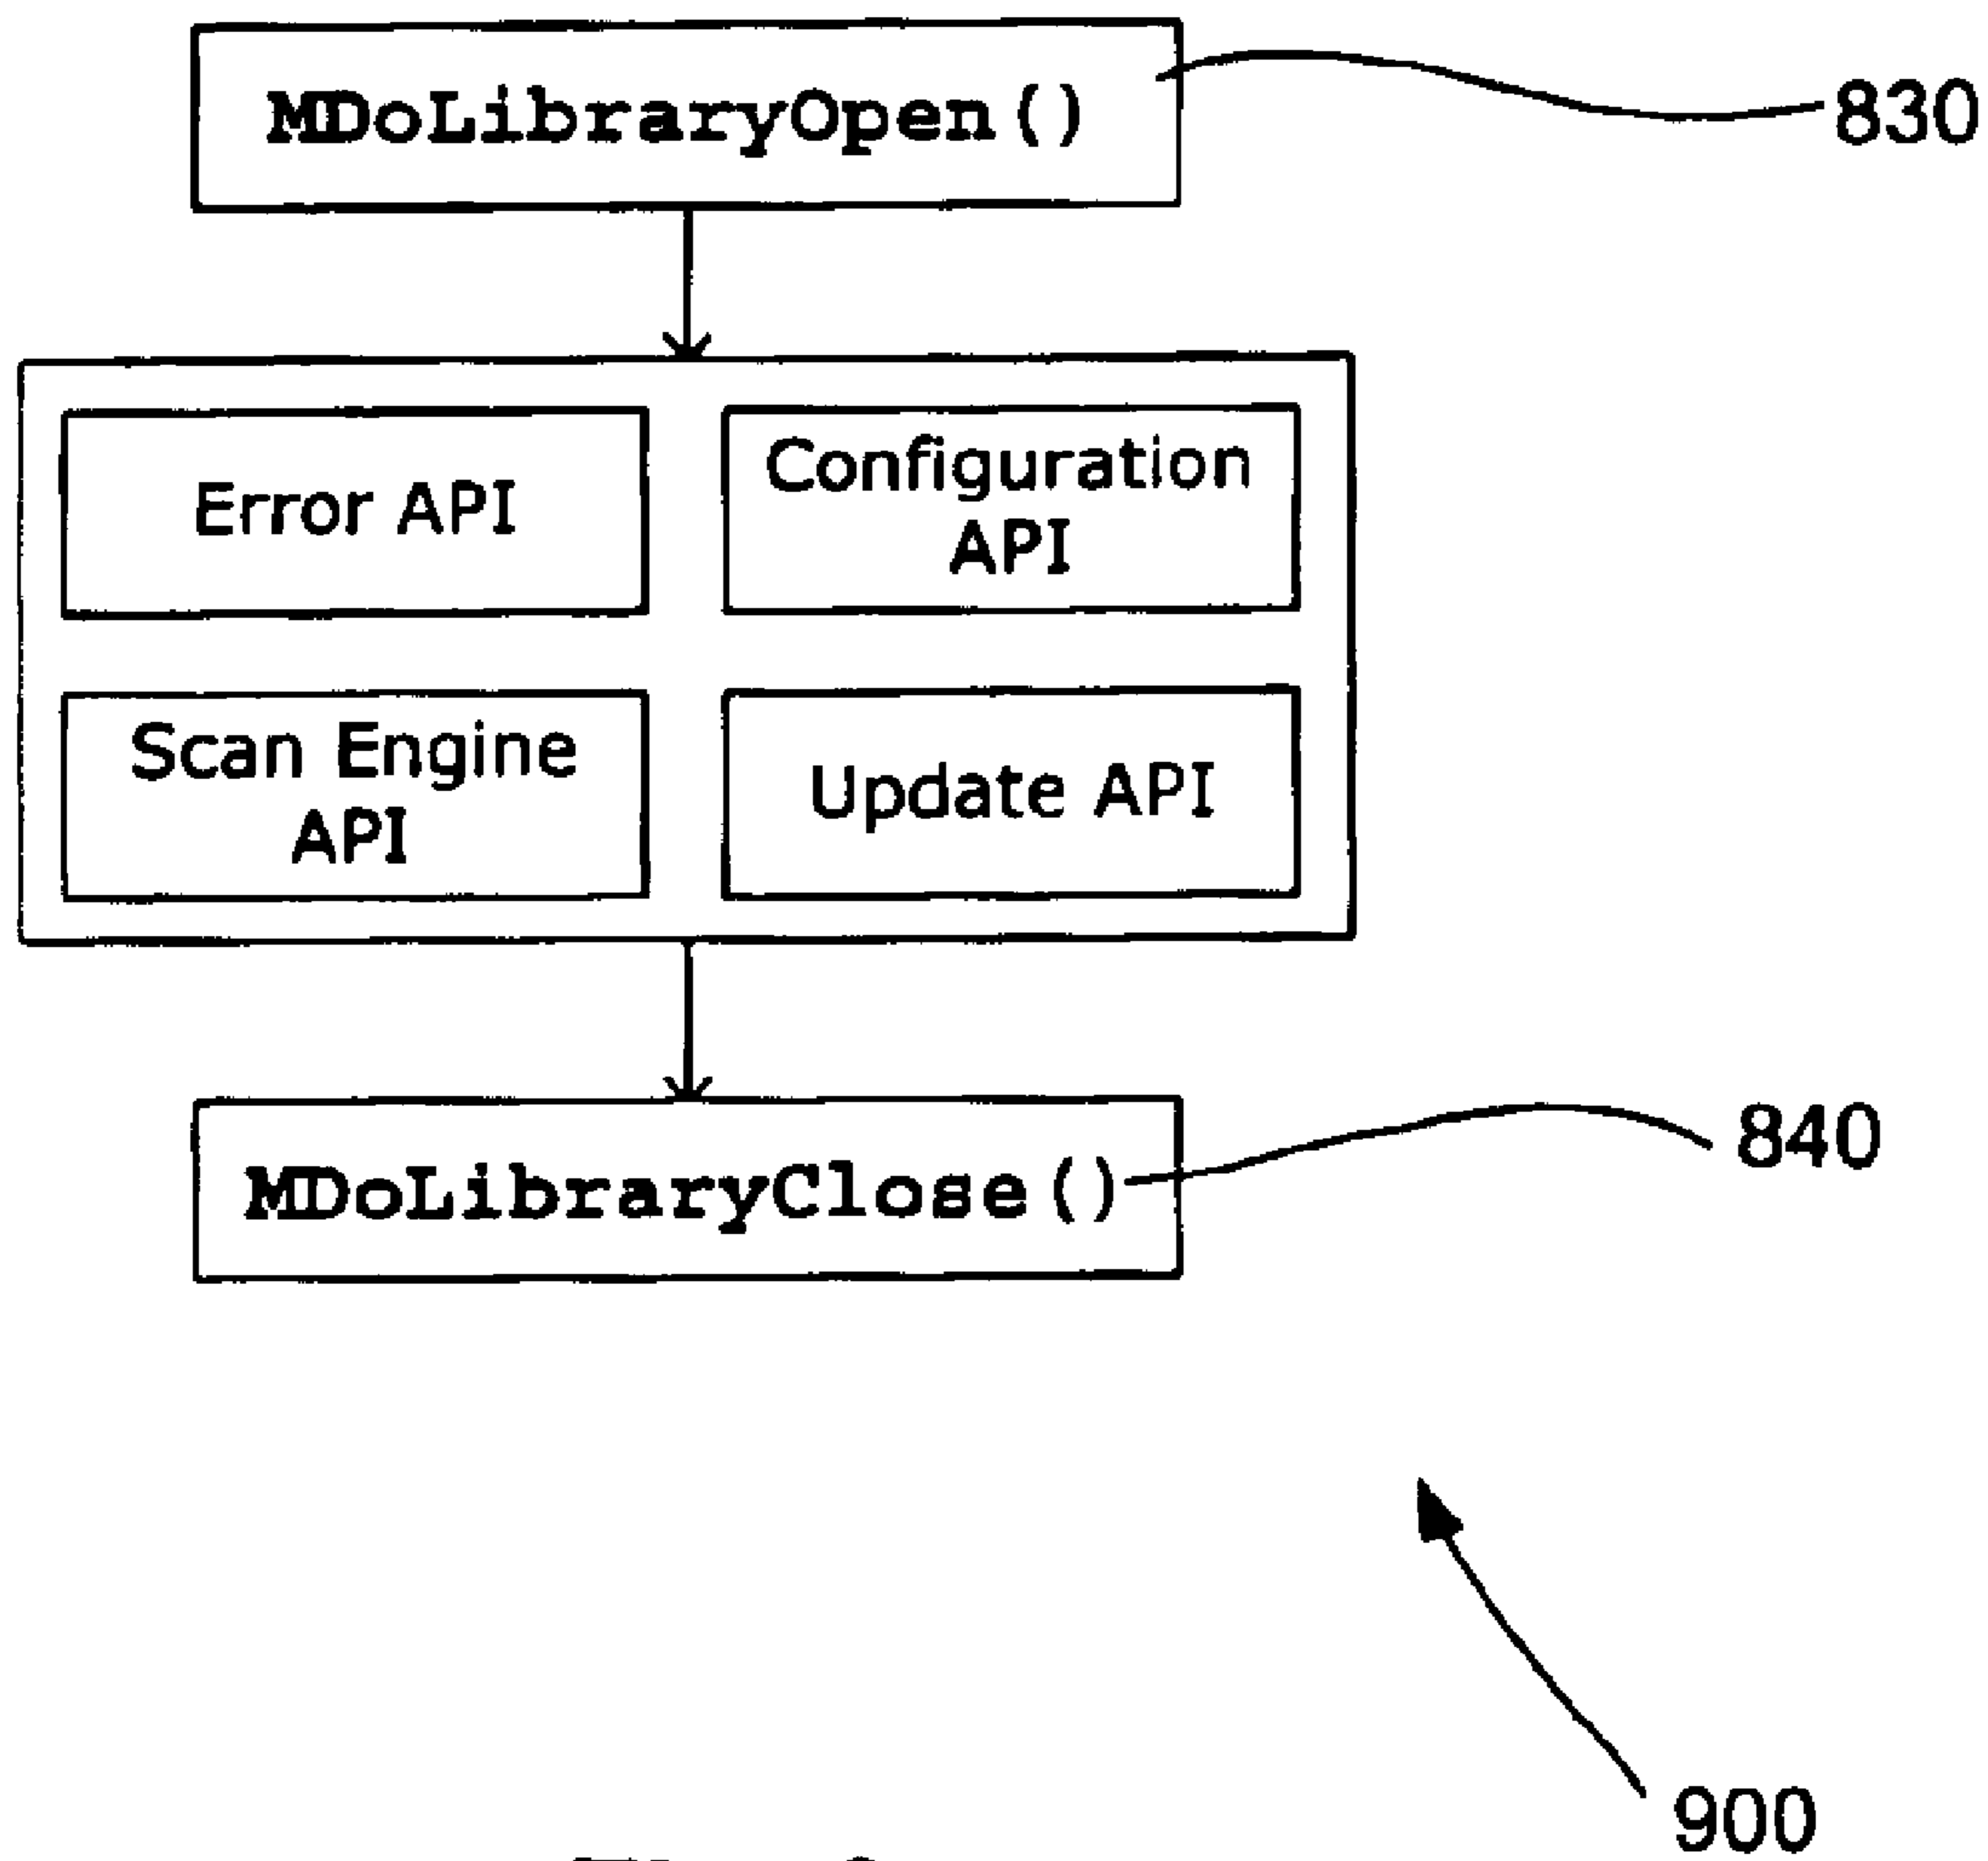 MDoLibraryOpen()
830
Error API
Configuration
API
Scan Engine
API
Update API
MDoLibraryClose()
840
900